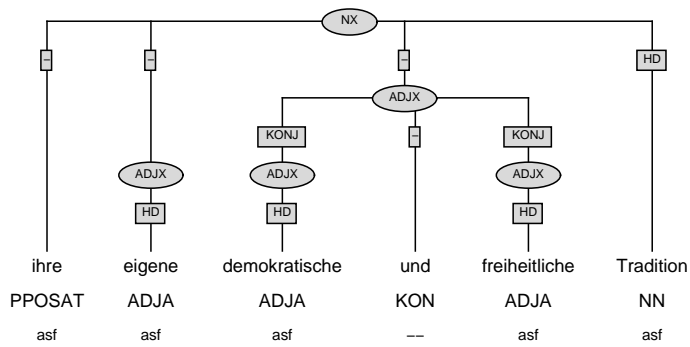 NX
– – – HD
ADJX
KONJ – KONJ
ADJX ADJX ADJX
HD HD HD
ihre eigene demokratische und freiheitliche Tradition
PPOSAT ADJA ADJA KON ADJA NN
asf asf asf –– asf asf